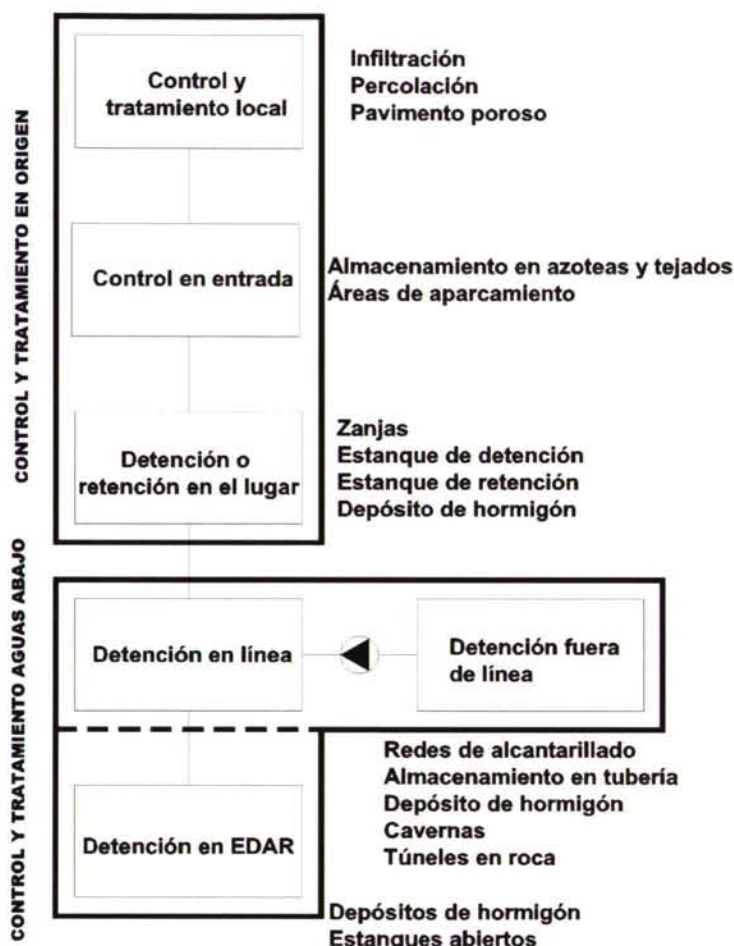 CONTROL Y TRATAMIENTO EN ORIGEN
Control y
tratamiento local
Infiltración
Percolación
Pavimento poroso
Control en entrada
Almacenamiento en azoteas y tejados
Áreas de aparcamiento
Detención o
retención en el lugar
Zanjas
Estanque de detención
Estanque de retención
Depósito de hormigón
CONTROL Y TRATAMIENTO AGUAS ABAJO
Detención en línea
Detención fuera
de línea
Redes de alcantarillado
Almacenamiento en tubería
Depósito de hormigón
Cavernas
Túneles en roca
Detención en EDAR
Depósitos de hormigón
Estanques abiertos